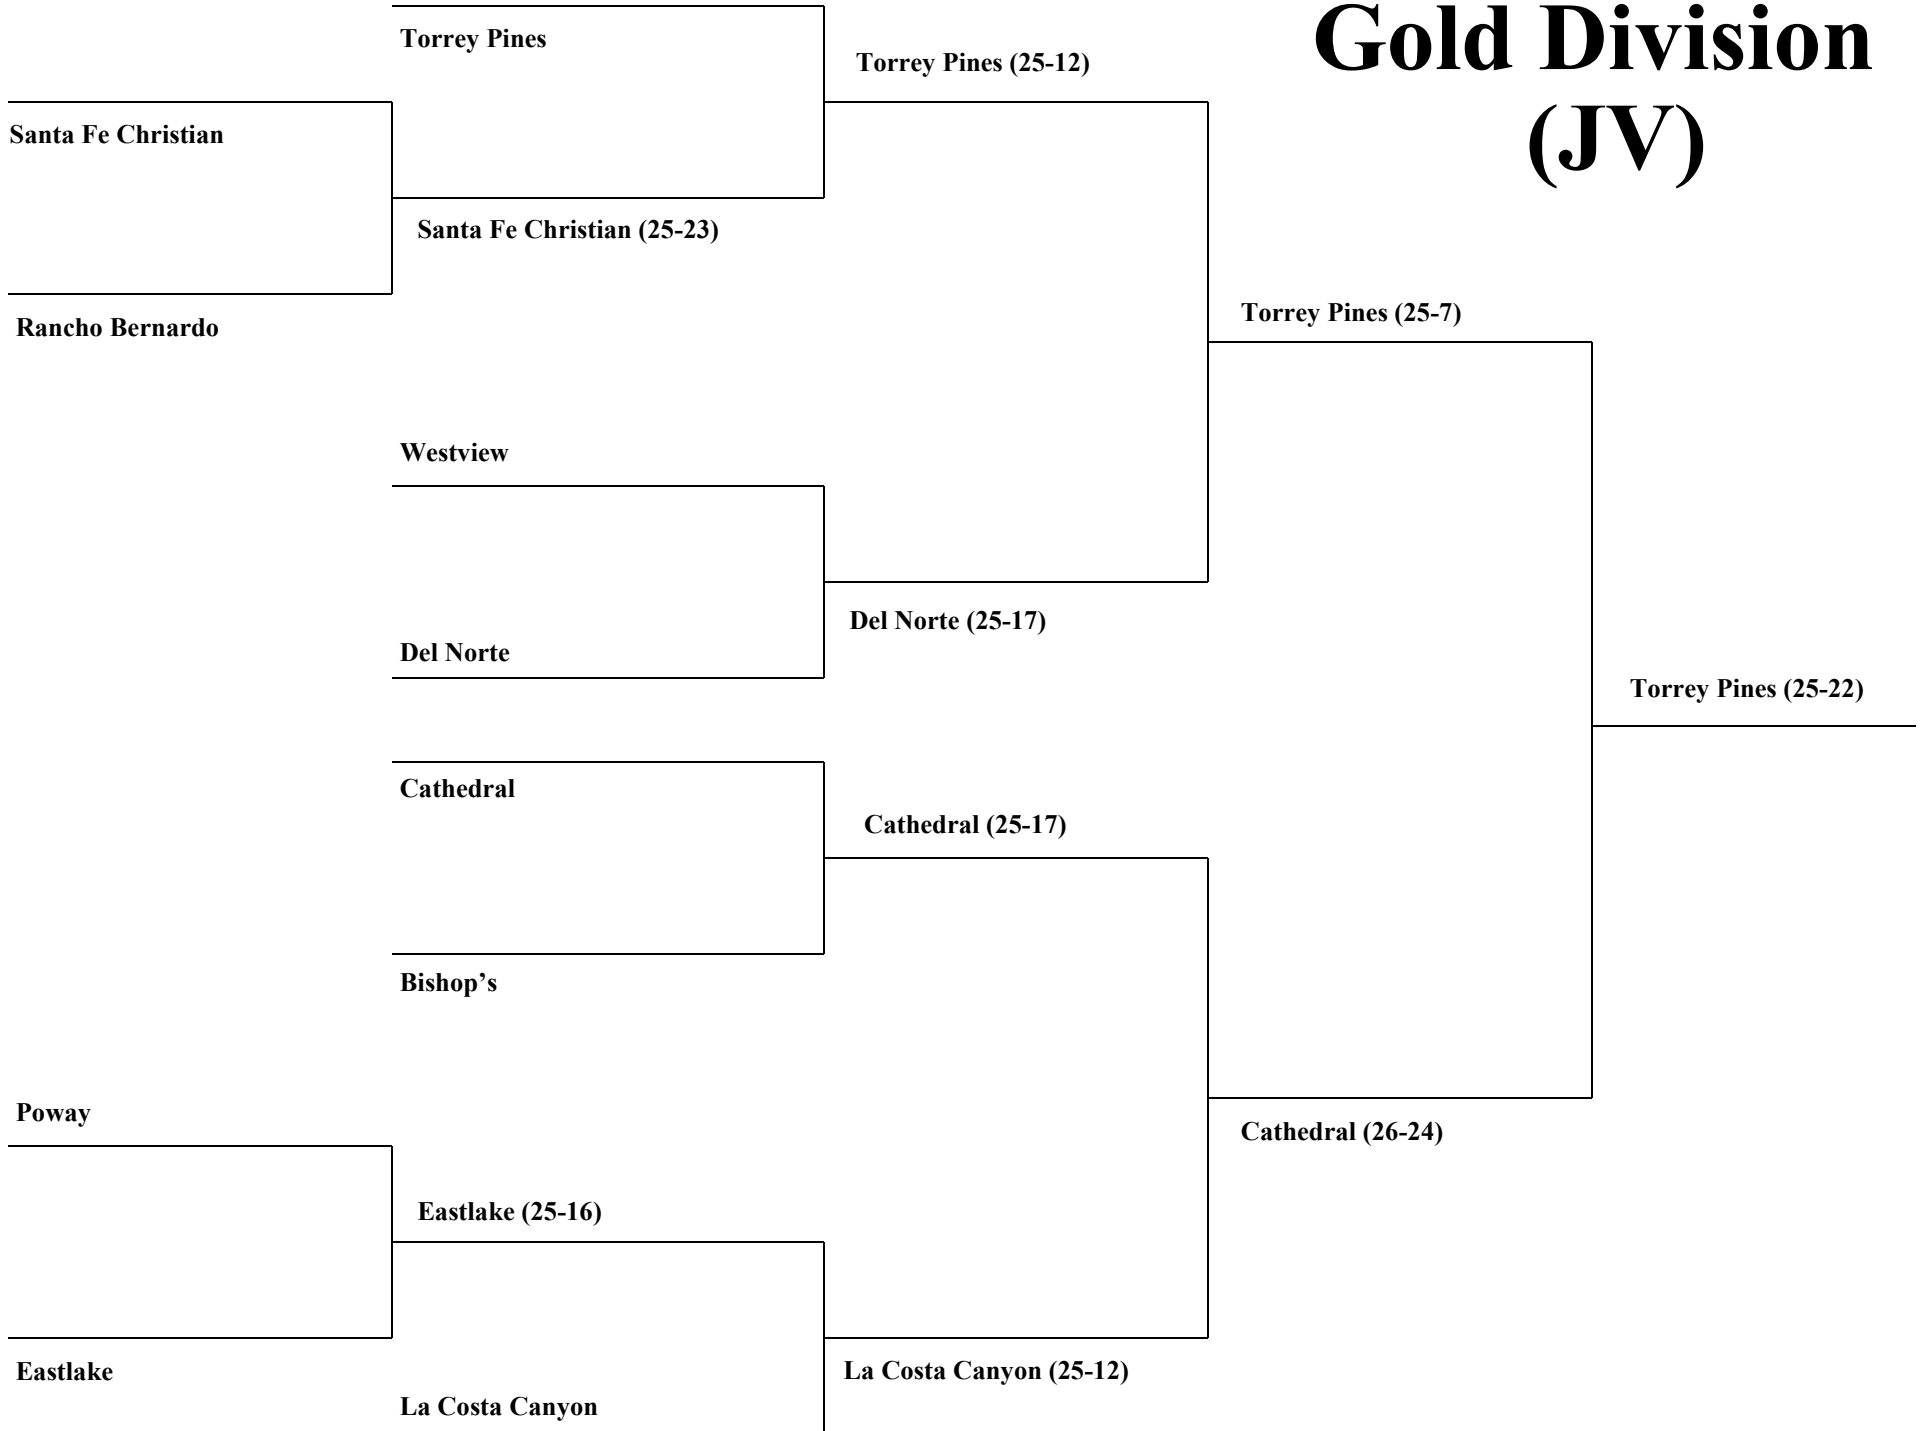 Gold Division
(JV)
Torrey Pines
Torrey Pines (25-12)
Santa Fe Christian
Santa Fe Christian (25-23)
Rancho Bernardo
Torrey Pines (25-7)
Westview
Del Norte (25-17)
Del Norte
Torrey Pines (25-22)
Cathedral
Cathedral (25-17)
Bishop’s
Poway
Cathedral (26-24)
Eastlake (25-16)
Eastlake
La Costa Canyon (25-12)
La Costa Canyon